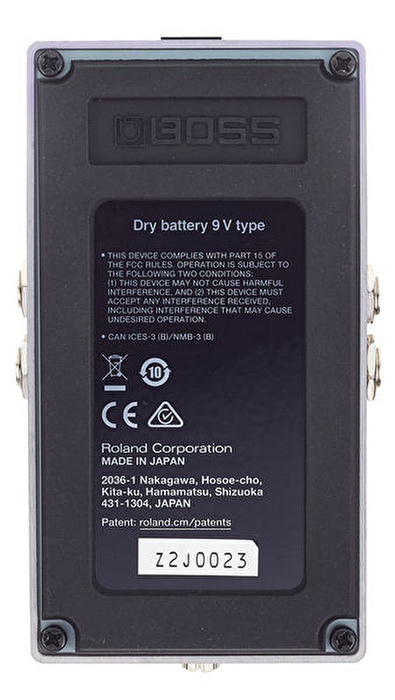 BOSS
Dry battery 9 V type
• THIS DEVICE COMPLIES WITH PART 15 OF
THE FCC RULES. OPERATION IS SUBJECT TO
THE FOLLOWING TWO CONDITIONS:
(1) THIS DEVICE MAY NOT CAUSE HARMFUL
INTERFERENCE, AND (2) THIS DEVICE MUST
ACCEPT ANY INTERFERENCE RECEIVED,
INCLUDING INTERFERENCE THAT MAY CAUSE
UNDESIRED OPERATION.
• CAN ICES-3 (B)/NMB-3 (B)
10
CE
Roland Corporation
MADE IN JAPAN
2036-1 Nakagawa, Hosoe-cho,
Kita-ku, Hamamatsu, Shizuoka
431-1304, JAPAN
Patent: roland.cm/patents
Z2J0023